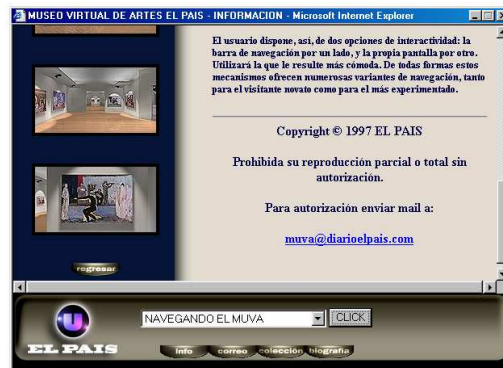 MUSEO VIRTUAL DE ARTES EL PAIS - INFORMACION - Microsoft Internet Explorer
El usuario dispone, así, de dos opciones de interactividad: la
barra de navegación por un lado, y la propia pantalla por otro.
Utilizará la que le resulte más cómoda. De todas formas estos
mecanismos ofrecen numerosas variantes de navegación, tanto
para el visitante novato como para el más experimentado.
Copyright © 1997 EL PAIS
Prohibida su reproducción parcial o total sin
autorización.
Para autorización enviar mail a:
muva@diarioelpais.com
regresar
NAVEGANDO EL MUVA
CLICK
EL PAIS
info correo coleccion biografia